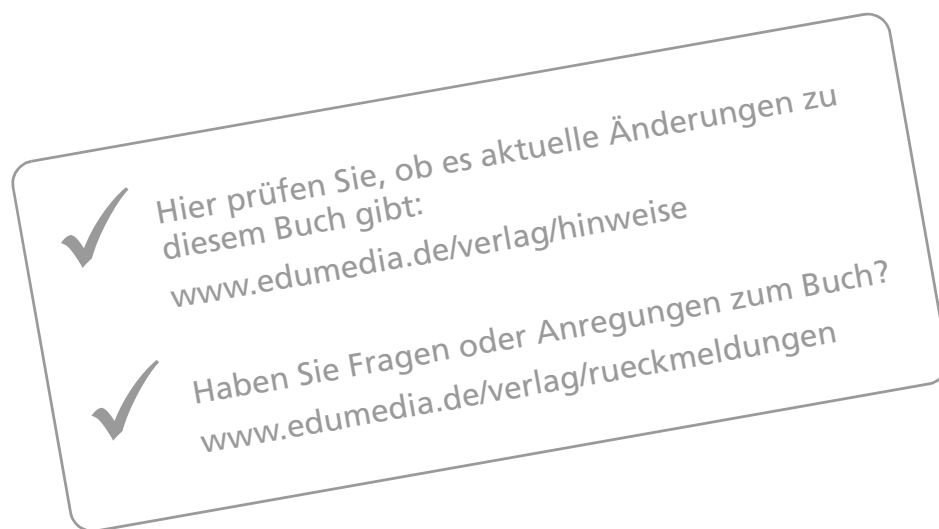 Hier prüfen Sie, ob es aktuelle Änderungen zu
diesem Buch gibt:
www.edumedia.de/verlag/hinweise
Haben Sie Fragen oder Anregungen zum Buch?
www.edumedia.de/verlag/rueckmeldungen